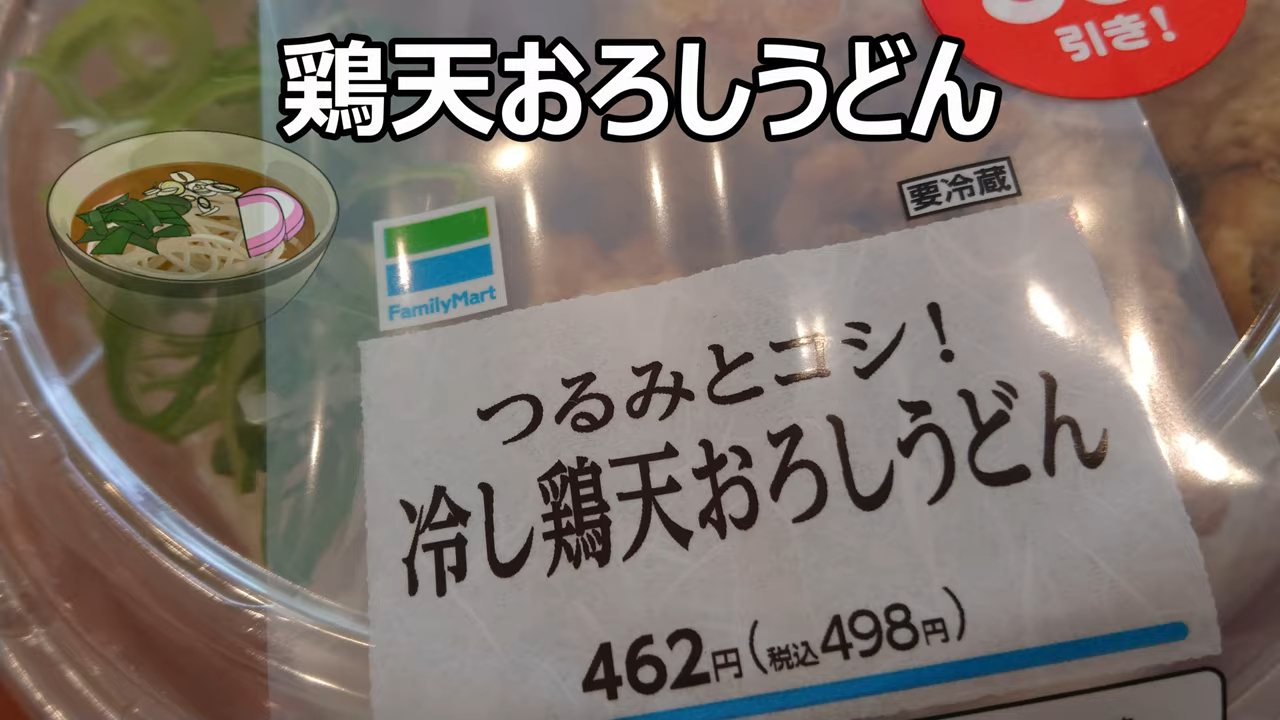 鶏天おろしうどん
引き!
要冷蔵
FamilyMart
つるみとコシ!
冷し鶏天おろしうどん
462円(税込498円)